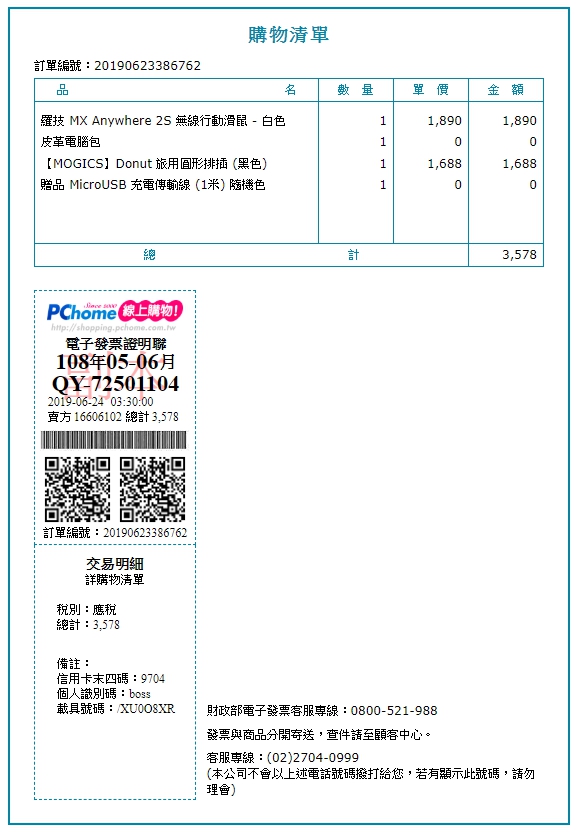 購物清單
訂單編號：20190623386762
品 名 數 量 單 價 金 額
羅技 MX Anywhere 2S 無線行動滑鼠 - 白色 1 1,890 1,890
皮革電腦包 1 0 0
【MOGICS】Donut 旅用圓形排插 (黑色) 1 1,688 1,688
贈品 MicroUSB 充電傳輸線 (1米) 隨機色 1 0 0
總 計 3,578
Since 2000
PChome 線上購物!
http://shopping.pchome.com.tw
電子發票證明聯
副本
108年05-06月
QY-72501104
2019-06-24 03:30:00
賣方 16606102 總計 3,578
訂單編號：20190623386762
交易明細
詳購物清單
稅別：應稅
總計：3,578
備註：
信用卡末四碼：9704
個人識別碼：boss
載具號碼：/XU0O8XR
財政部電子發票客服專線：0800-521-988
發票與商品分開寄送，查件請至顧客中心。
客服專線：(02)2704-0999
(本公司不會以上述電話號碼撥打給您，若有顯示此號碼，請勿
理會)